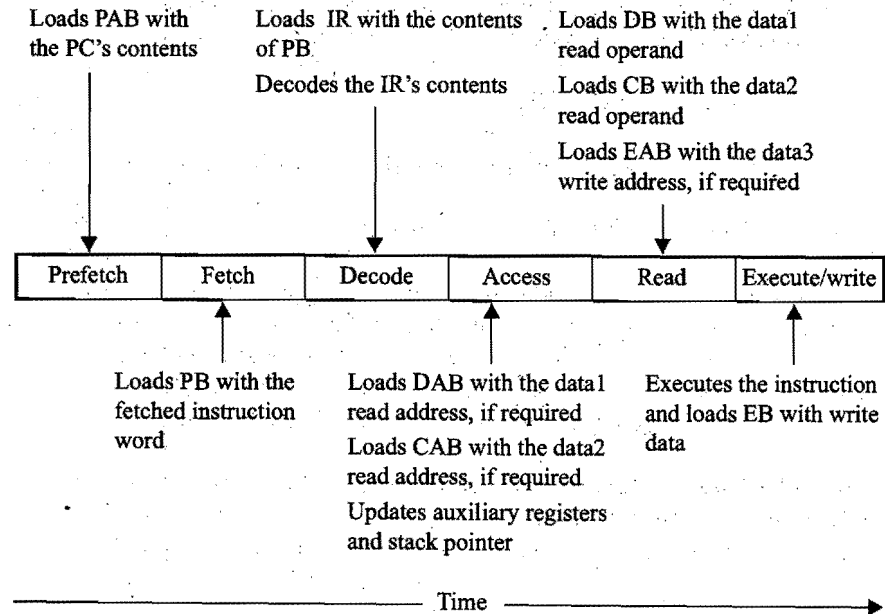 Loads PAB with
the PC's contents
Loads IR with the contents
of PB
Decodes the IR's contents
Loads DB with the data1
read operand
Loads CB with the data2
read operand
Loads EAB with the data3
write address, if required
Prefetch
Fetch
Decode
Access
Read
Execute/write
Loads PB with the
fetched instruction
word
Loads DAB with the data1
read address, if required
Loads CAB with the data2
read address, if required
Updates auxiliary registers
and stack pointer
Executes the instruction
and loads EB with write
data
Time